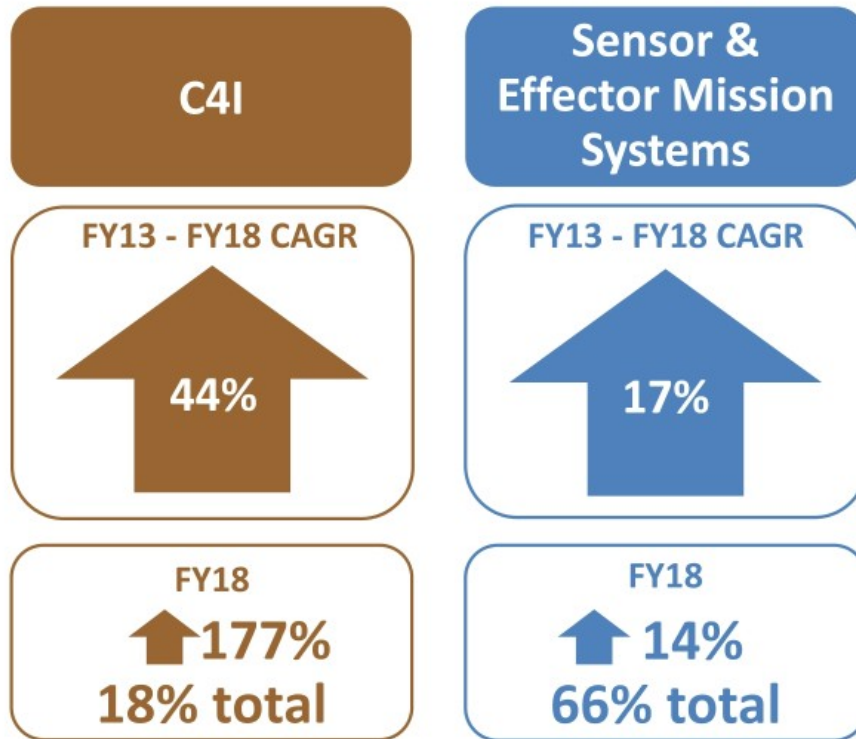 C4I
FY13 - FY18 CAGR
44%
FY18
177%
18% total
Sensor &
Effector Mission
Systems
FY13 - FY18 CAGR
17%
FY18
14%
66% total